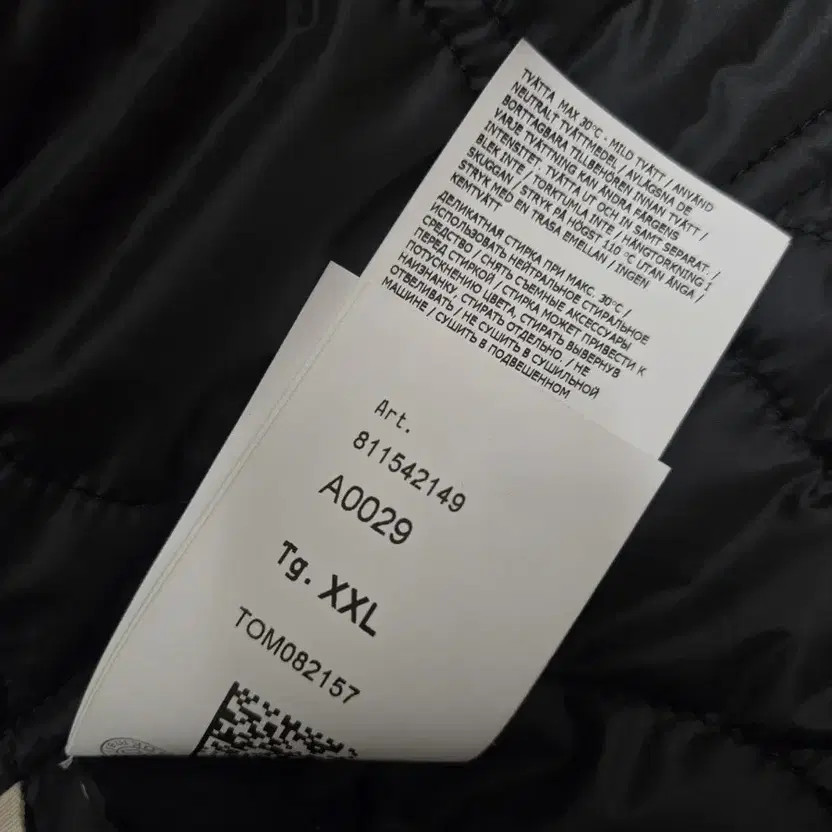 TVÄTTA MAX 30°C - MILD TVÄTT / ANVÄND
NEUTRALT TVÄTTMEDEL / AVLÄGSNA DE
BORTTAGBARA TILLBEHÖREN INNAN TVÄTT /
VARJE TVÄTTNING KAN ÄNDRA FÄRGENS
INTENSITET. TVÄTTA UT OCH IN SAMT SEPARAT. /
BLEK INTE / TORKTUMLA INTE / HÄNGTORKNING I
SKUGGAN / STRYK PÅ HÖGST 110 °C UTAN ÅNGA /
STRYK MED EN TRASA EMELLAN / INGEN
KEMTVÄTT
ДЕЛИКАТНАЯ СТИРКА ПРИ МАКС. 30°C /
ИСПОЛЬЗОВАТЬ НЕЙТРАЛЬНОЕ СТИРАЛЬНОЕ
СРЕДСТВО / СНЯТЬ СЪЕМНЫЕ АКСЕССУАРЫ
ПЕРЕД СТИРКОЙ / СТИРКА МОЖЕТ ПРИВЕСТИ К
ПОТУСКНЕНИЮ ЦВЕТА, СТИРАТЬ ВЫВЕРНУВ
НАИЗНАНКУ, СТИРАТЬ ОТДЕЛЬНО. / НЕ
ОТБЕЛИВАТЬ / НЕ СУШИТЬ В СУШИЛЬНОЙ
МАШИНЕ / СУШИТЬ В ПОДВЕШЕННОМ
Art.
811542149
A0029
Tg. XXL
TOM082157